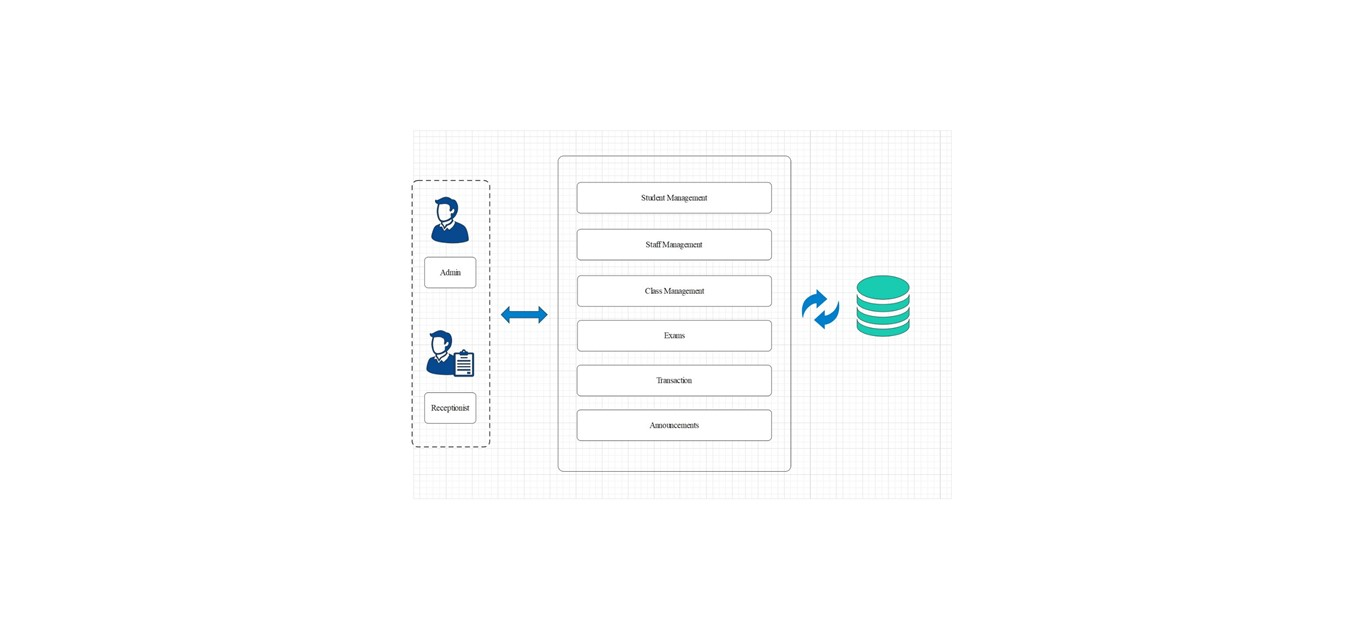 Admin
Receptionist
Student Management
Staff Management
Class Management
Exams
Transaction
Announcements